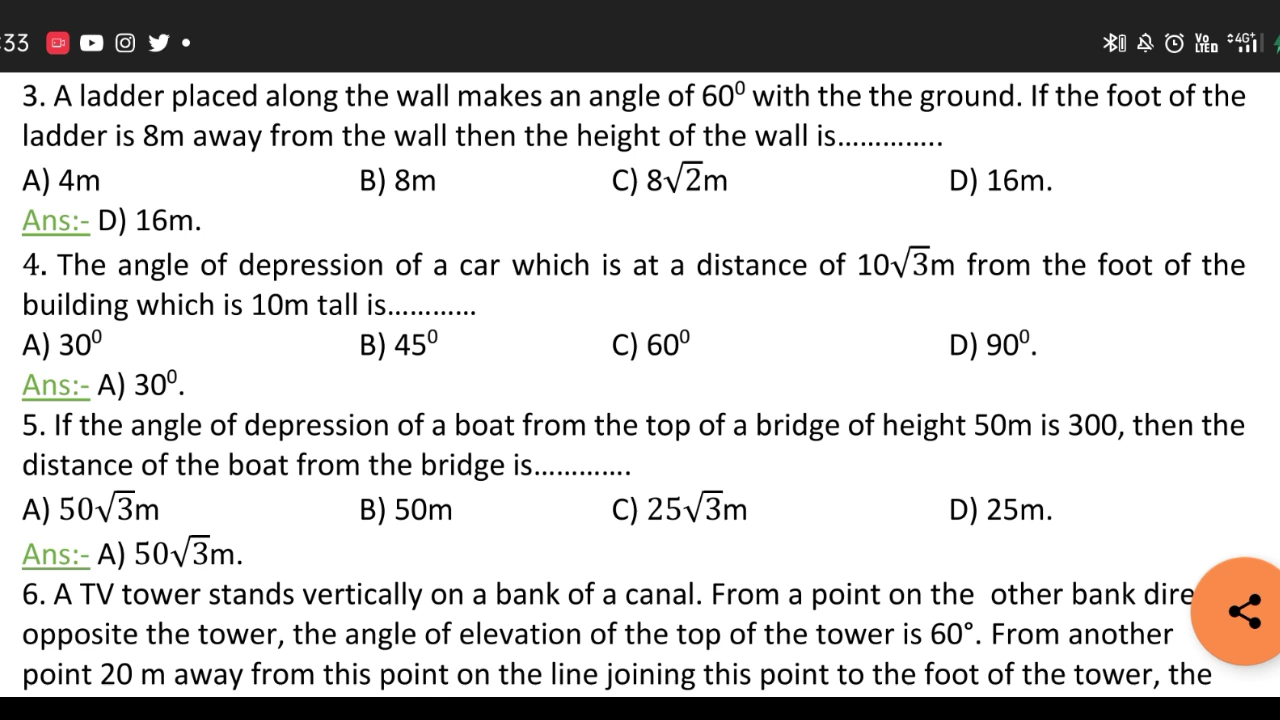 :33 Vo LTED 4G+
3. A ladder placed along the wall makes an angle of 60⁰ with the the ground. If the foot of the
ladder is 8m away from the wall then the height of the wall is..............
A) 4m B) 8m C) 8√2m D) 16m.
Ans:- D) 16m.
4. The angle of depression of a car which is at a distance of 10√3m from the foot of the
building which is 10m tall is............
A) 30⁰ B) 45⁰ C) 60⁰ D) 90⁰.
Ans:- A) 30⁰.
5. If the angle of depression of a boat from the top of a bridge of height 50m is 300, then the
distance of the boat from the bridge is.............
A) 50√3m B) 50m C) 25√3m D) 25m.
Ans:- A) 50√3m.
6. A TV tower stands vertically on a bank of a canal. From a point on the other bank dire
opposite the tower, the angle of elevation of the top of the tower is 60°. From another
point 20 m away from this point on the line joining this point to the foot of the tower, the